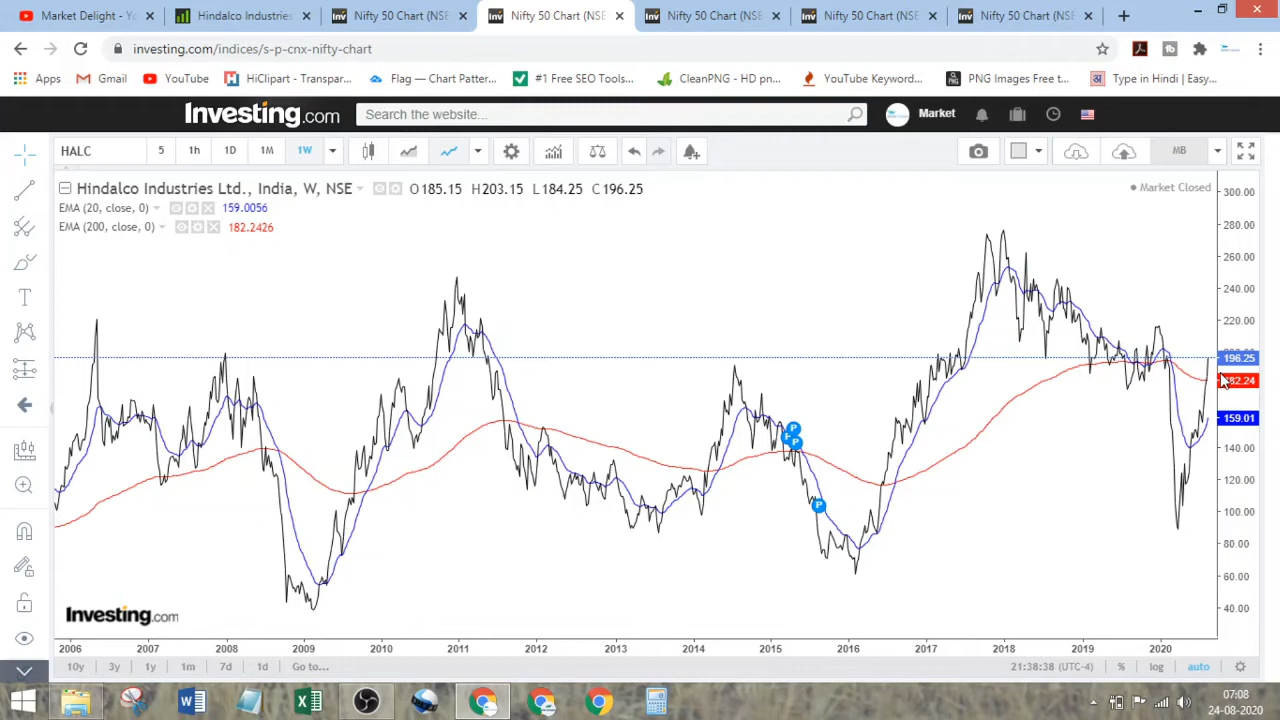 Market Delight - Yo
Hindalco Industries
Nifty 50 Chart (NSE
Nifty 50 Chart (NSE
Nifty 50 Chart (NSE
Nifty 50 Chart (NSE
Nifty 50 Chart (NSE
investing.com/indices/s-p-cnx-nifty-chart
Apps
Gmail
YouTube
HiClipart - Transpar...
Flag — Chart Patter...
#1 Free SEO Tools...
CleanPNG - HD pn...
YouTube Keyword...
PNG Images Free t...
Type in Hindi | Easy...
Investing.com
Search the website...
Market
HALC
5
1h
1D
1M
1W
MB
Hindalco Industries Ltd., India, W, NSE
O185.15 H203.15 L184.25 C196.25
Market Closed
EMA (20, close, 0)
159.0056
EMA (200, close, 0)
182.2426
300.00
280.00
260.00
240.00
220.00
196.25
82.24
159.01
140.00
120.00
100.00
80.00
60.00
40.00
P
P
P
Investing.com
2006 2007 2008 2009 2010 2011 2012 2013 2014 2015 2016 2017 2018 2019 2020
10y 3y 1y 1m 7d 1d Go to...
21:38:38 (UTC-4)
% log auto
07:08
24-08-2020